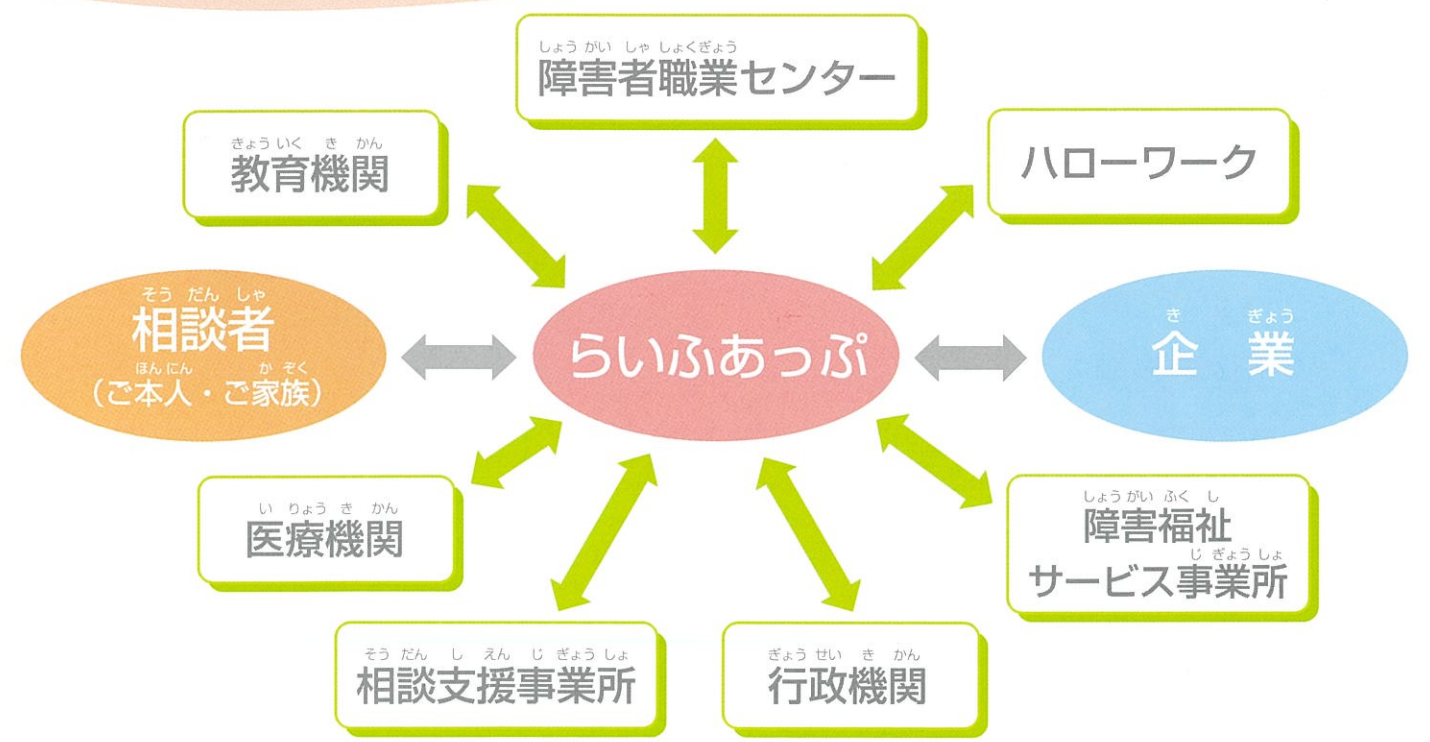 しょうがいしゃしょくぎょう
障害者職業センター
きょういくきかん
教育機関
ハローワーク
そうだんしゃ
相談者
ほんにん かぞく
(ご本人・ご家族)
らいふあっぷ
きぎょう
企業
いりょうきかん
医療機関
しょうがいふくし
障害福祉
じぎょうしょ
サービス事業所
そうだんしえんじぎょうしょ
相談支援事業所
ぎょうせいきかん
行政機関